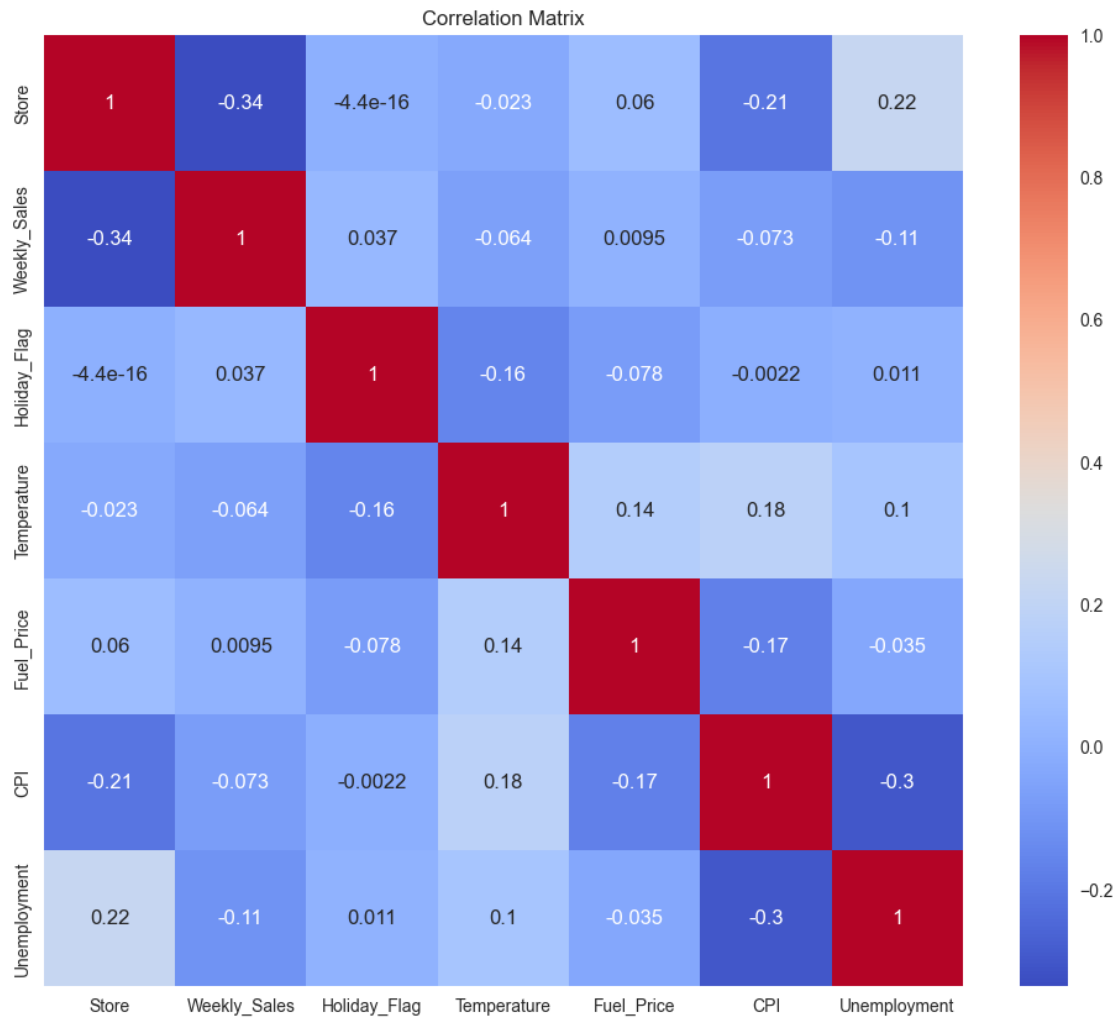 Correlation Matrix
Store 1 -0.34 -4.4e-16 -0.023 0.06 -0.21 0.22
Weekly_Sales -0.34 1 0.037 -0.064 0.0095 -0.073 -0.11
Holiday_Flag -4.4e-16 0.037 1 -0.16 -0.078 -0.0022 0.011
Temperature -0.023 -0.064 -0.16 1 0.14 0.18 0.1
Fuel_Price 0.06 0.0095 -0.078 0.14 1 -0.17 -0.035
CPI -0.21 -0.073 -0.0022 0.18 -0.17 1 -0.3
Unemployment 0.22 -0.11 0.011 0.1 -0.035 -0.3 1
Store Weekly_Sales Holiday_Flag Temperature Fuel_Price CPI Unemployment
1.0
0.8
0.6
0.4
0.2
0.0
−0.2